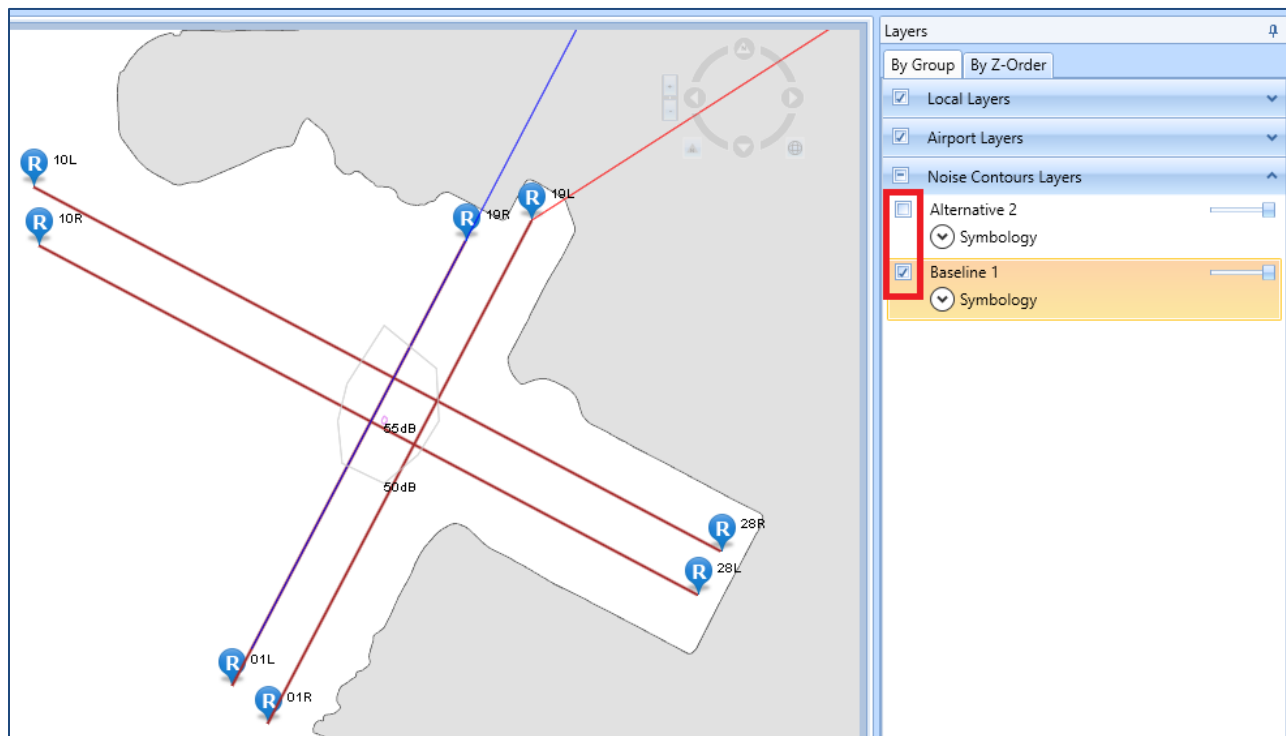 Layers
By Group By Z-Order
Local Layers
Airport Layers
Noise Contours Layers
Alternative 2
Symbology
Baseline 1
Symbology
R 10L
R 10R
R 19R
R 19L
55dB
50dB
R 28R
R 28L
R 01L
R 01R